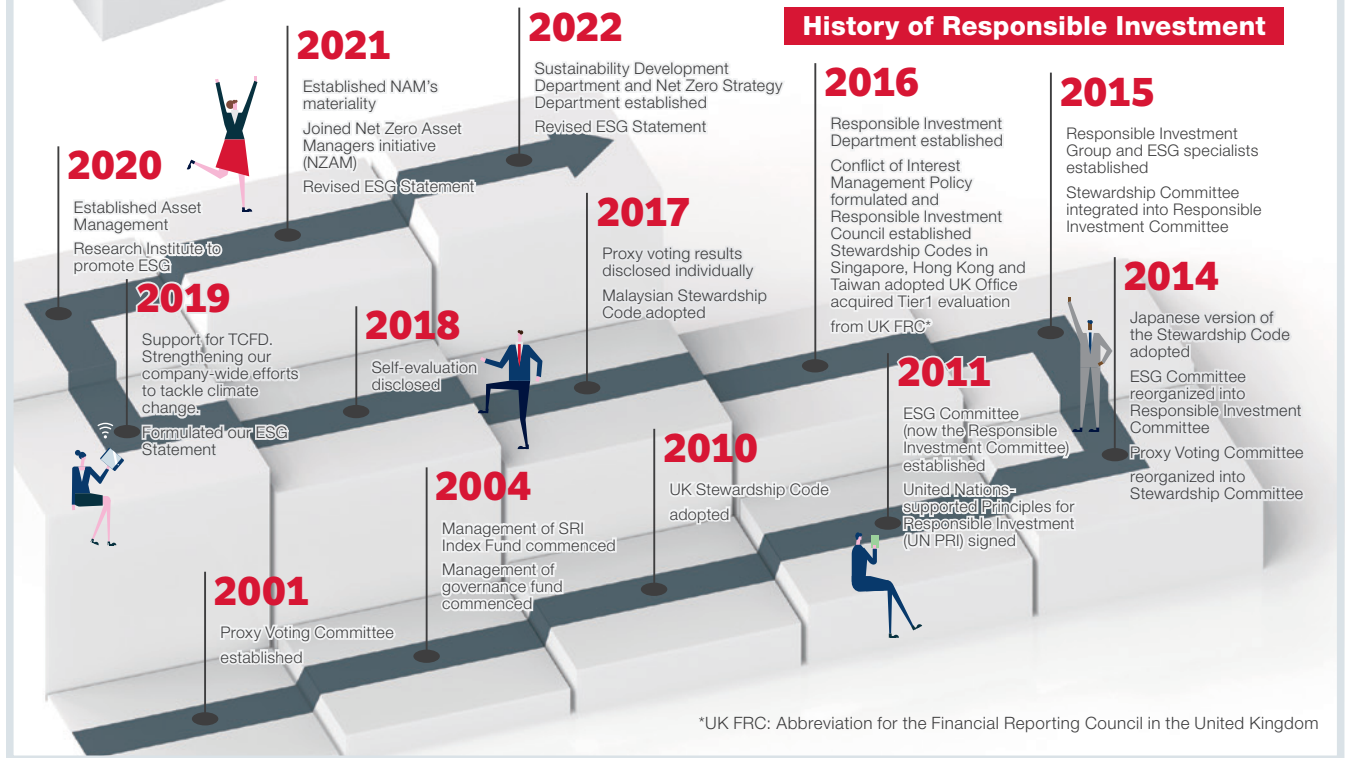 History of Responsible Investment
2001
Proxy Voting Committee
established
2004
Management of SRI
Index Fund commenced
Management of
governance fund
commenced
2010
UK Stewardship Code
adopted
2011
ESG Committee
(now the Responsible
Investment Committee)
established
United Nations-
supported Principles for
Responsible Investment
(UN PRI) signed
2014
Japanese version of
the Stewardship Code
adopted
ESG Committee
reorganized into
Responsible Investment
Committee
Proxy Voting Committee
reorganized into
Stewardship Committee
2015
Responsible Investment
Group and ESG specialists
established
Stewardship Committee
integrated into Responsible
Investment Committee
2016
Responsible Investment
Department established
Conflict of Interest
Management Policy
formulated and
Responsible Investment
Council established
Stewardship Codes in
Singapore, Hong Kong and
Taiwan adopted UK Office
acquired Tier1 evaluation
from UK FRC*
2017
Proxy voting results
disclosed individually
Malaysian Stewardship
Code adopted
2018
Self-evaluation
disclosed
2019
Support for TCFD.
Strengthening our
company-wide efforts
to tackle climate
change.
Formulated our ESG
Statement
2020
Established Asset
Management
Research Institute to
promote ESG
2021
Established NAM's
materiality
Joined Net Zero Asset
Managers initiative
(NZAM)
Revised ESG Statement
2022
Sustainability Development
Department and Net Zero Strategy
Department established
Revised ESG Statement
*UK FRC: Abbreviation for the Financial Reporting Council in the United Kingdom